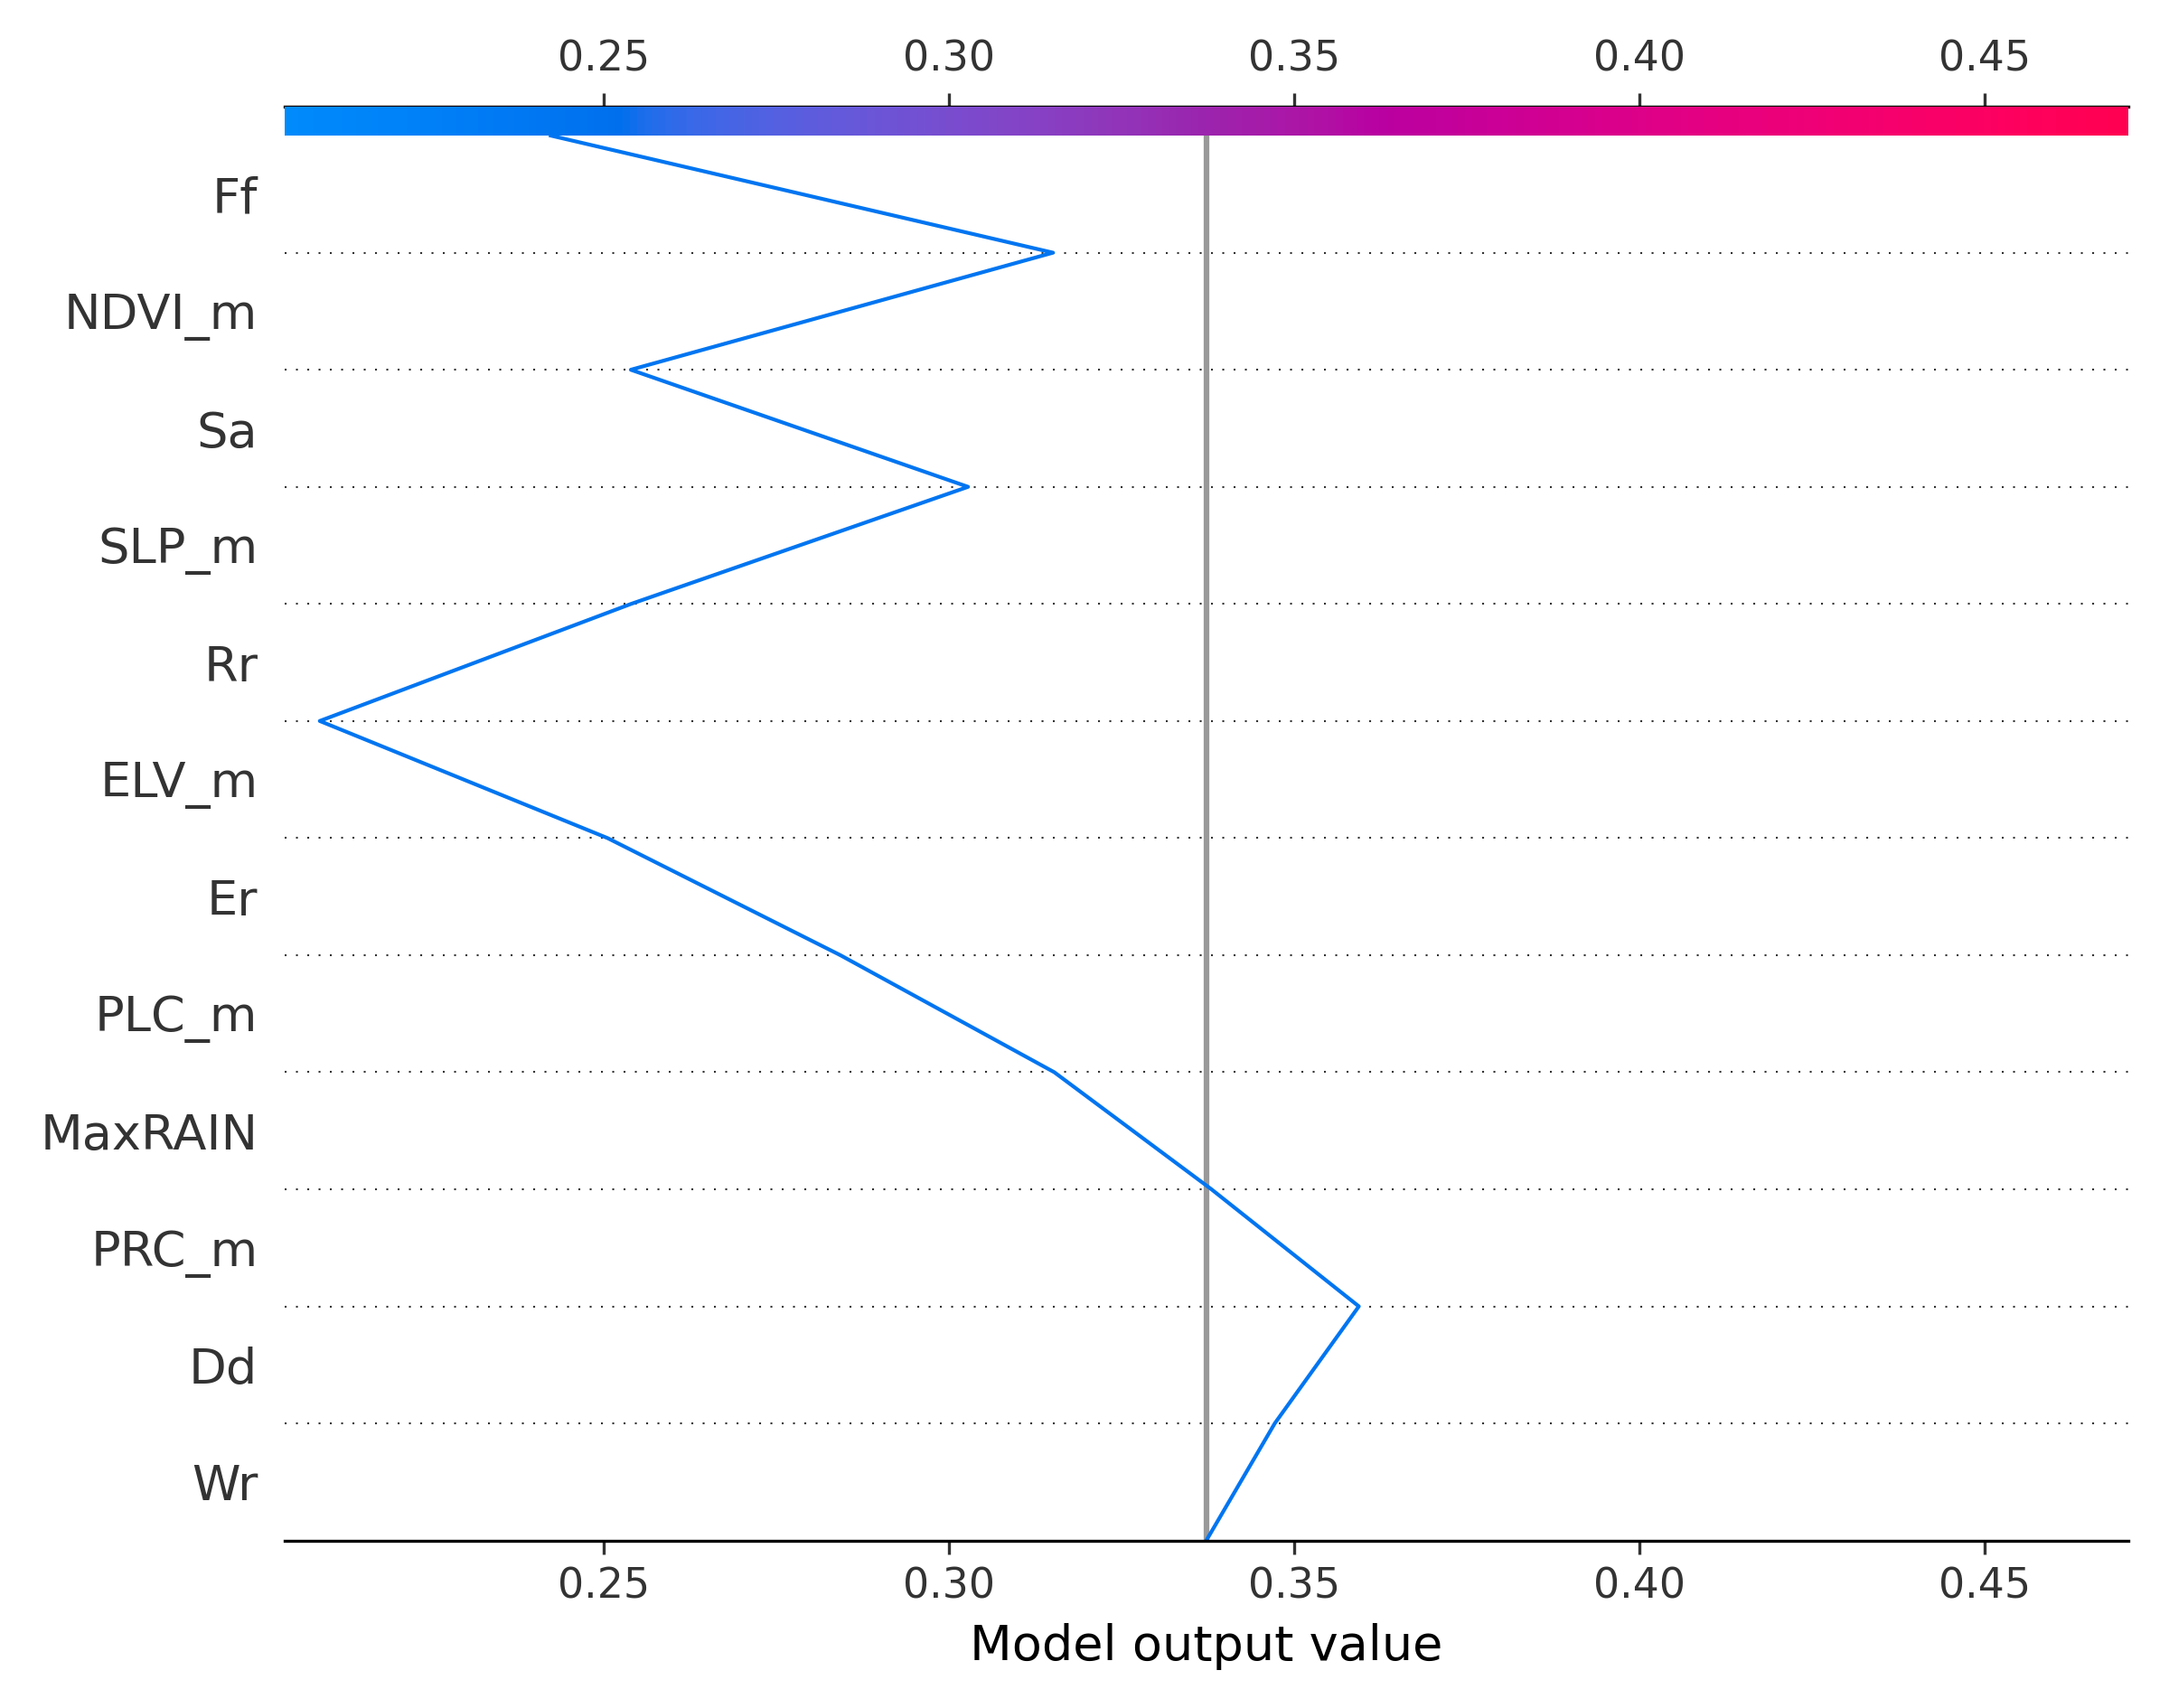 0.25 0.30 0.35 0.40 0.45
Ff
NDVI_m
Sa
SLP_m
Rr
ELV_m
Er
PLC_m
MaxRAIN
PRC_m
Dd
Wr
0.25 0.30 0.35 0.40 0.45
Model output value